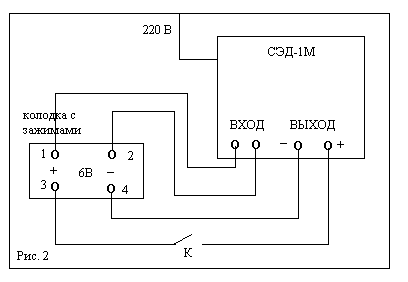 220 В
СЭД-1М
колодка с
зажимами
ВХОД ВЫХОД
– +
1 2
+ 6В –
3 4
К
Рис. 2